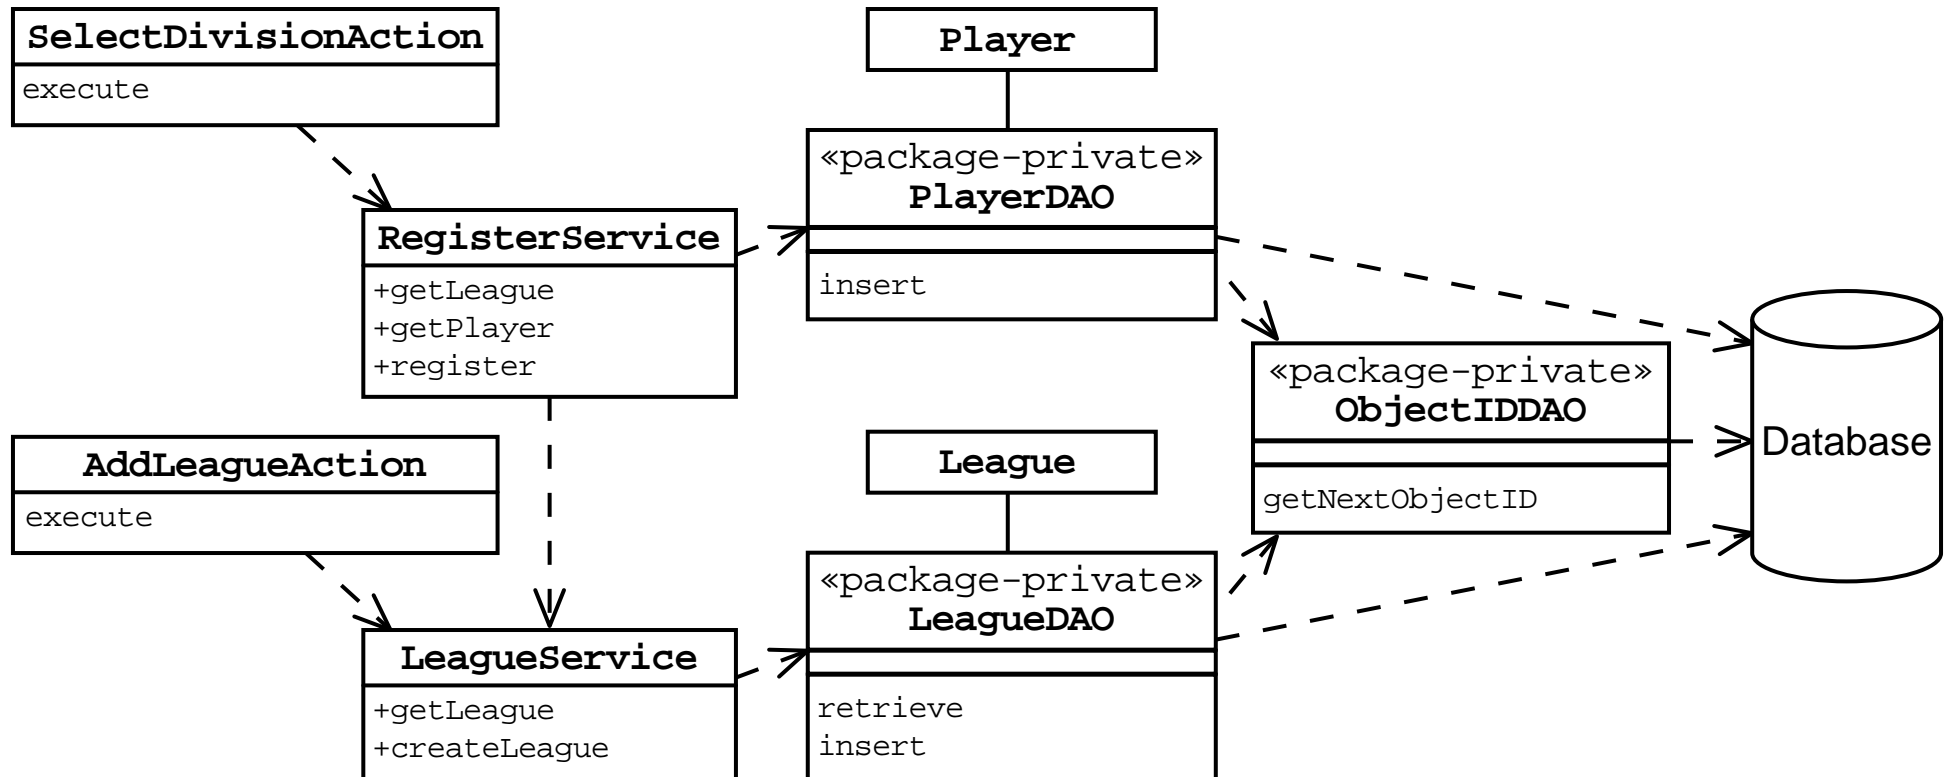 SelectDivisionAction
execute
Player
«package-private»
PlayerDAO
insert
RegisterService
+getLeague
+getPlayer
+register
«package-private»
ObjectIDDAO
getNextObjectID
Database
AddLeagueAction
execute
League
«package-private»
LeagueDAO
retrieve
insert
LeagueService
+getLeague
+createLeague